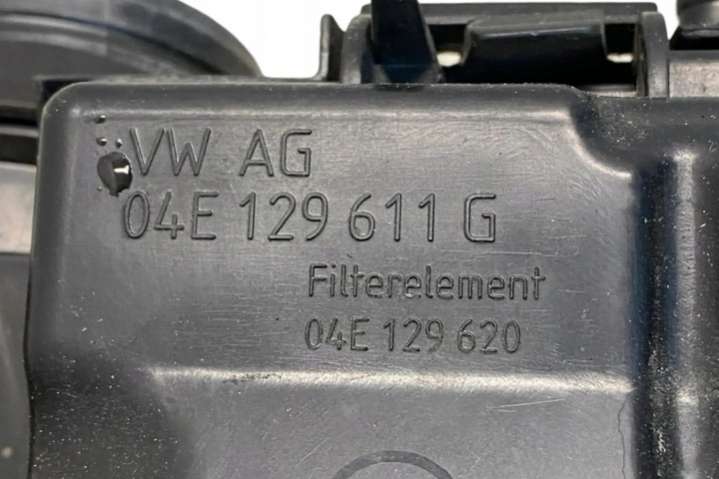 VW AG
04E 129 611 G
Filterelement
04E 129 620